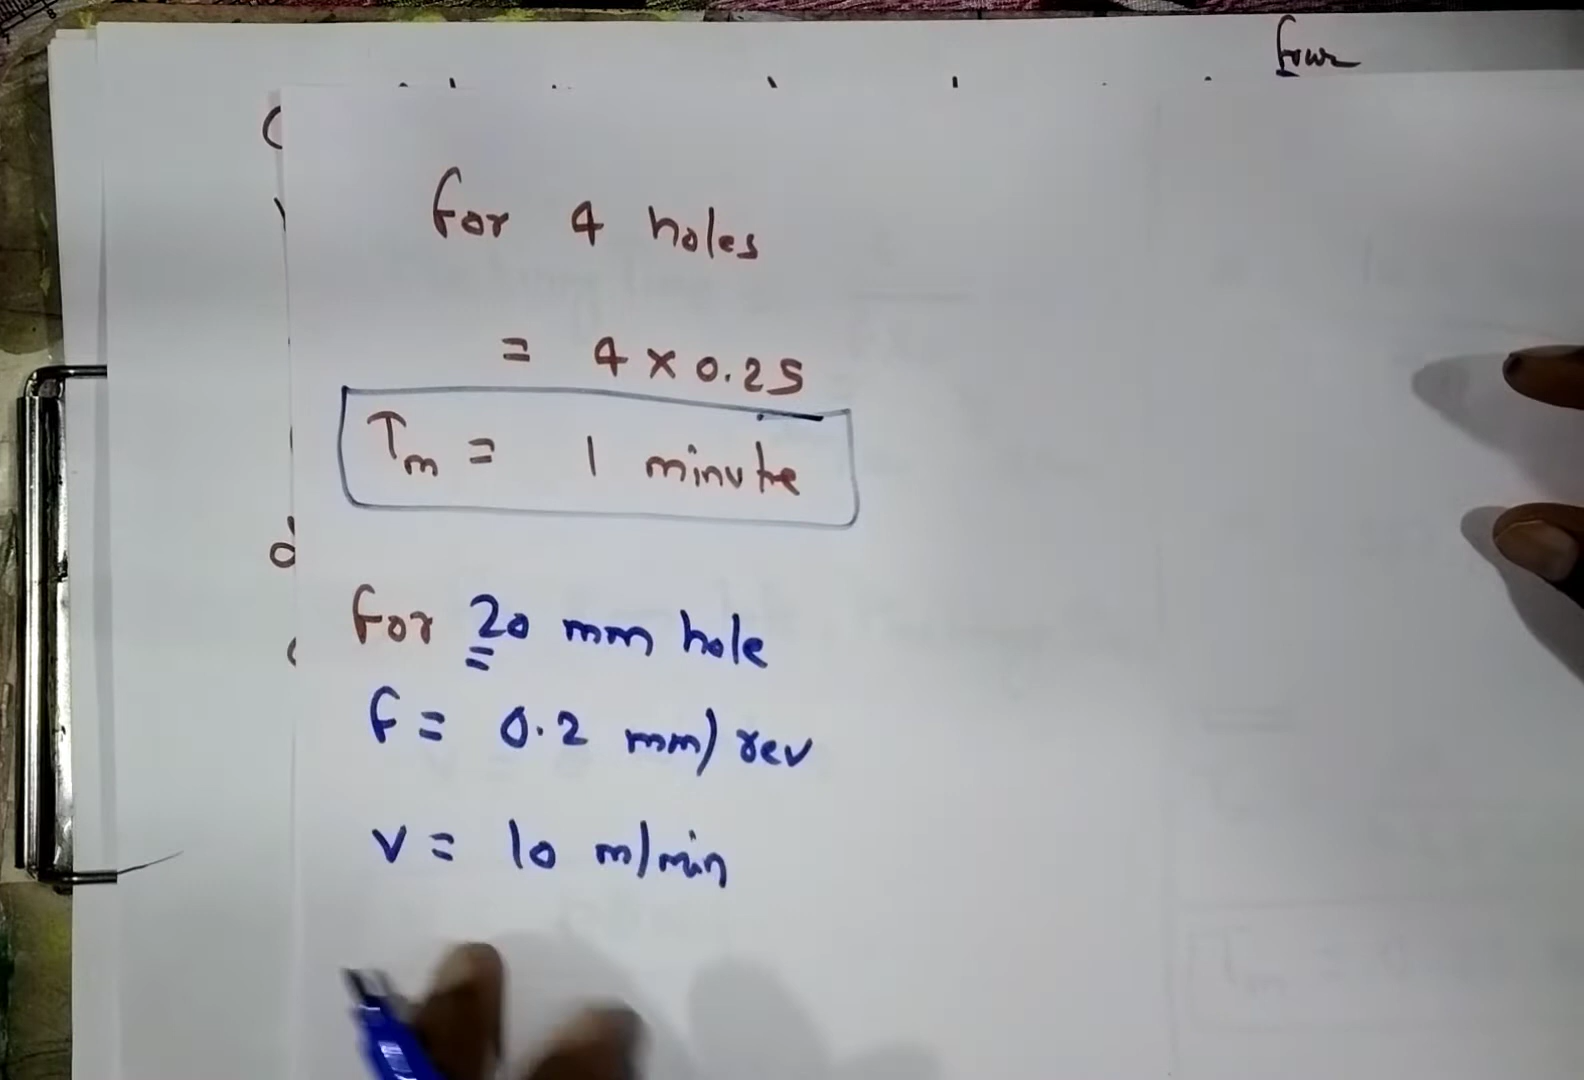 four
for 4 holes
= 4 × 0.25
Tm = 1 minute
for 20 mm hole
f = 0.2 mm/rev
v = 10 m/min